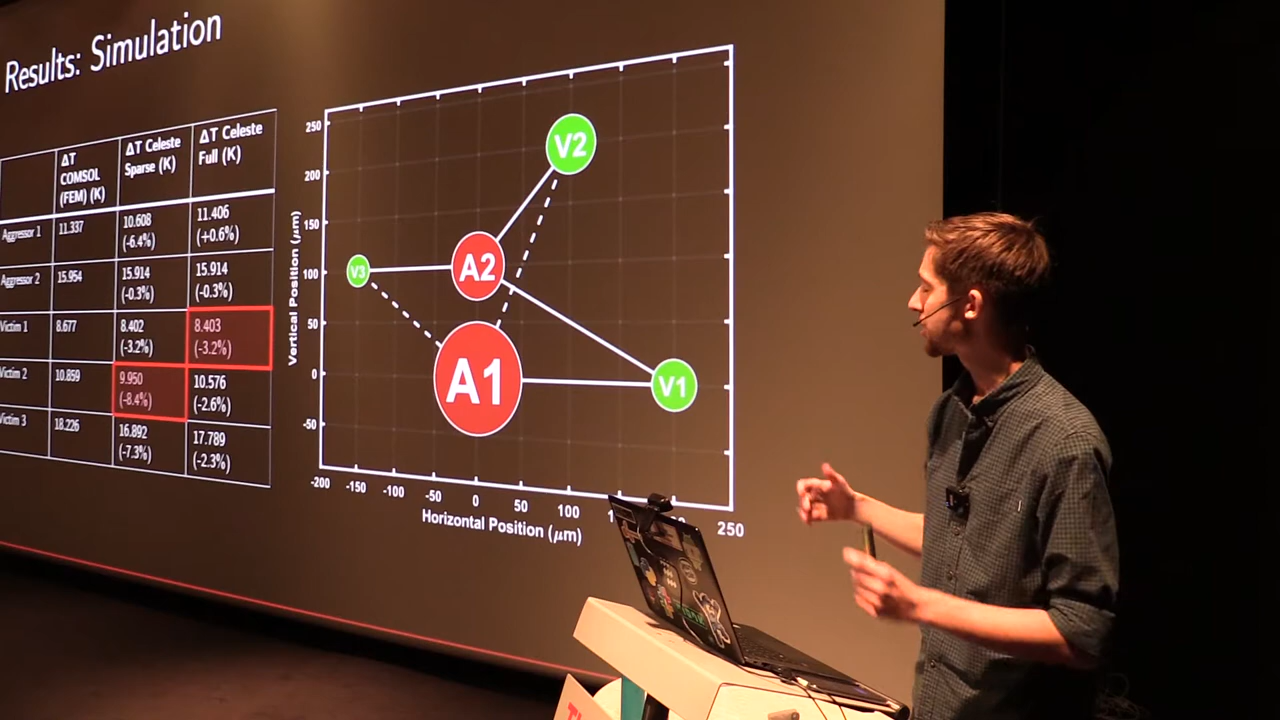 Results: Simulation
ΔT COMSOL (FEM) (K)
ΔT Celeste Sparse (K)
ΔT Celeste Full (K)
Aggressor 1
11.337
10.608 (-6.4%)
11.406 (+0.6%)
Aggressor 2
15.954
15.914 (-0.3%)
15.914 (-0.3%)
Victim 1
8.677
8.402 (-3.2%)
8.403 (-3.2%)
Victim 2
10.859
9.950 (-8.4%)
10.576 (-2.6%)
Victim 3
18.226
16.892 (-7.3%)
17.789 (-2.3%)
Vertical Position (μm)
250
200
150
100
50
0
-50
V2
V3
A2
A1
V1
-200 -150 -100 -50 0 50 100 250
Horizontal Position (μm)